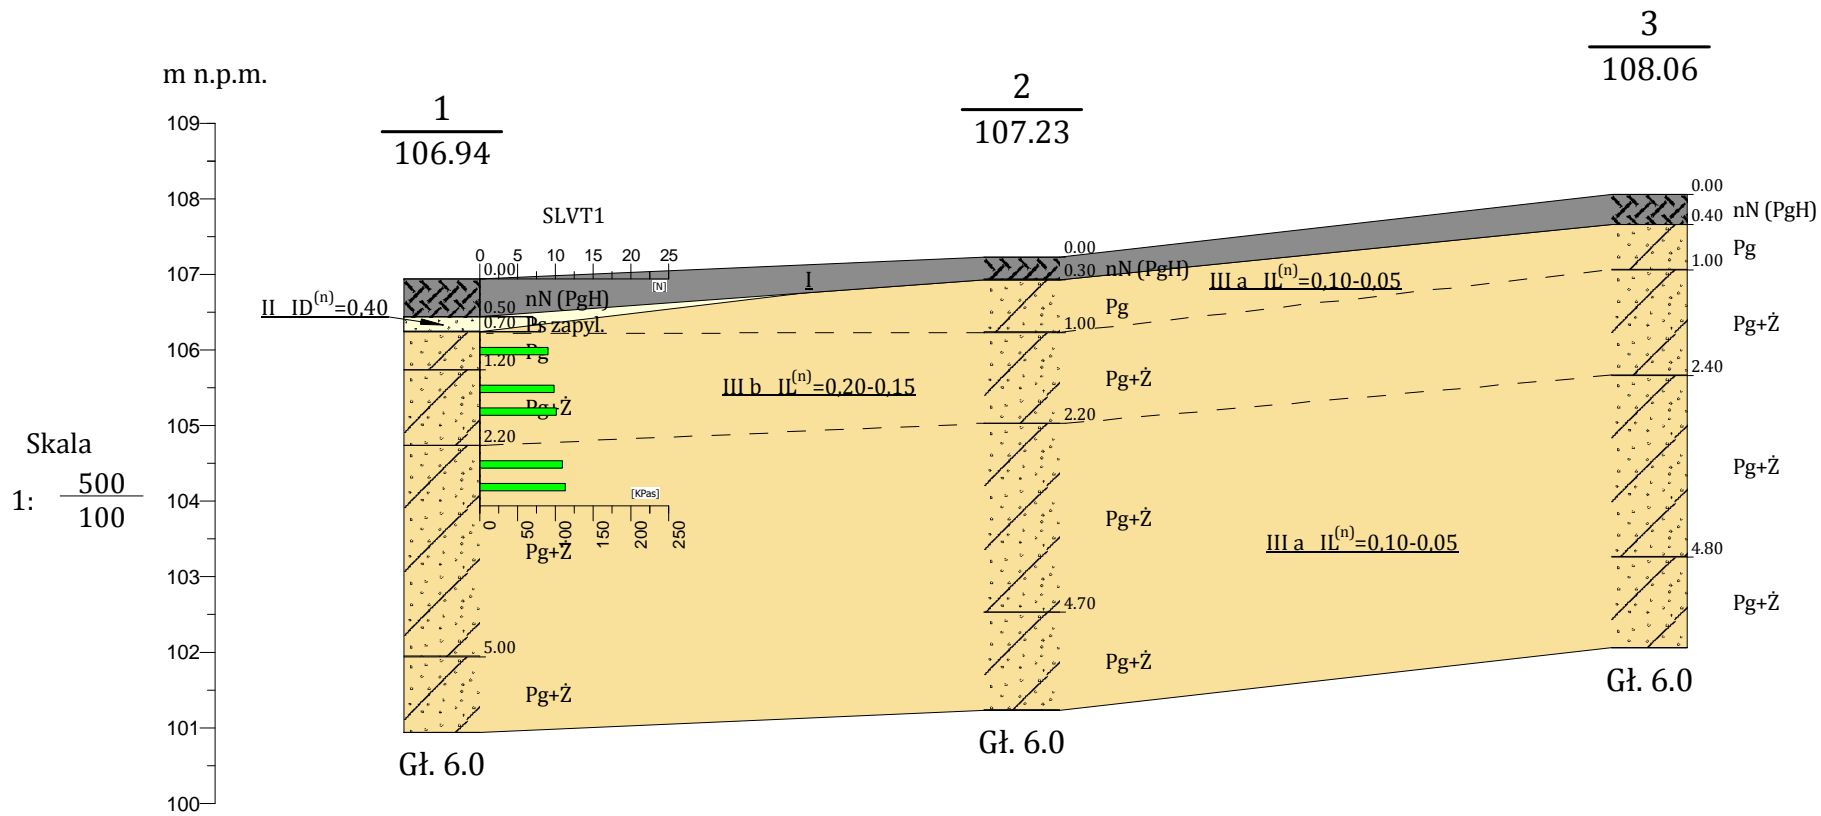 3
108.06
m n.p.m.
2
107.23
1
106.94
109
108
107
106
105
104
103
102
101
100
Skala
1: 500
100
SLVT1
0 5 10 15 20 25
[N]
0.00
0.50
0.70
1.20
2.20
5.00
nN (PgH)
Ps zapyl.
Pg
Pg+Ż
Pg+Ż
Pg+Ż
[KPas]
0 50 100 150 200 250
II ID(n)=0,40
I
III b IL(n)=0,20-0,15
III a IL(n)=0,10-0,05
III a IL(n)=0,10-0,05
0.00
0.30
1.00
2.20
4.70
nN (PgH)
Pg
Pg+Ż
Pg+Ż
Pg+Ż
0.00
0.40
1.00
2.40
4.80
nN (PgH)
Pg
Pg+Ż
Pg+Ż
Pg+Ż
Gł. 6.0
Gł. 6.0
Gł. 6.0